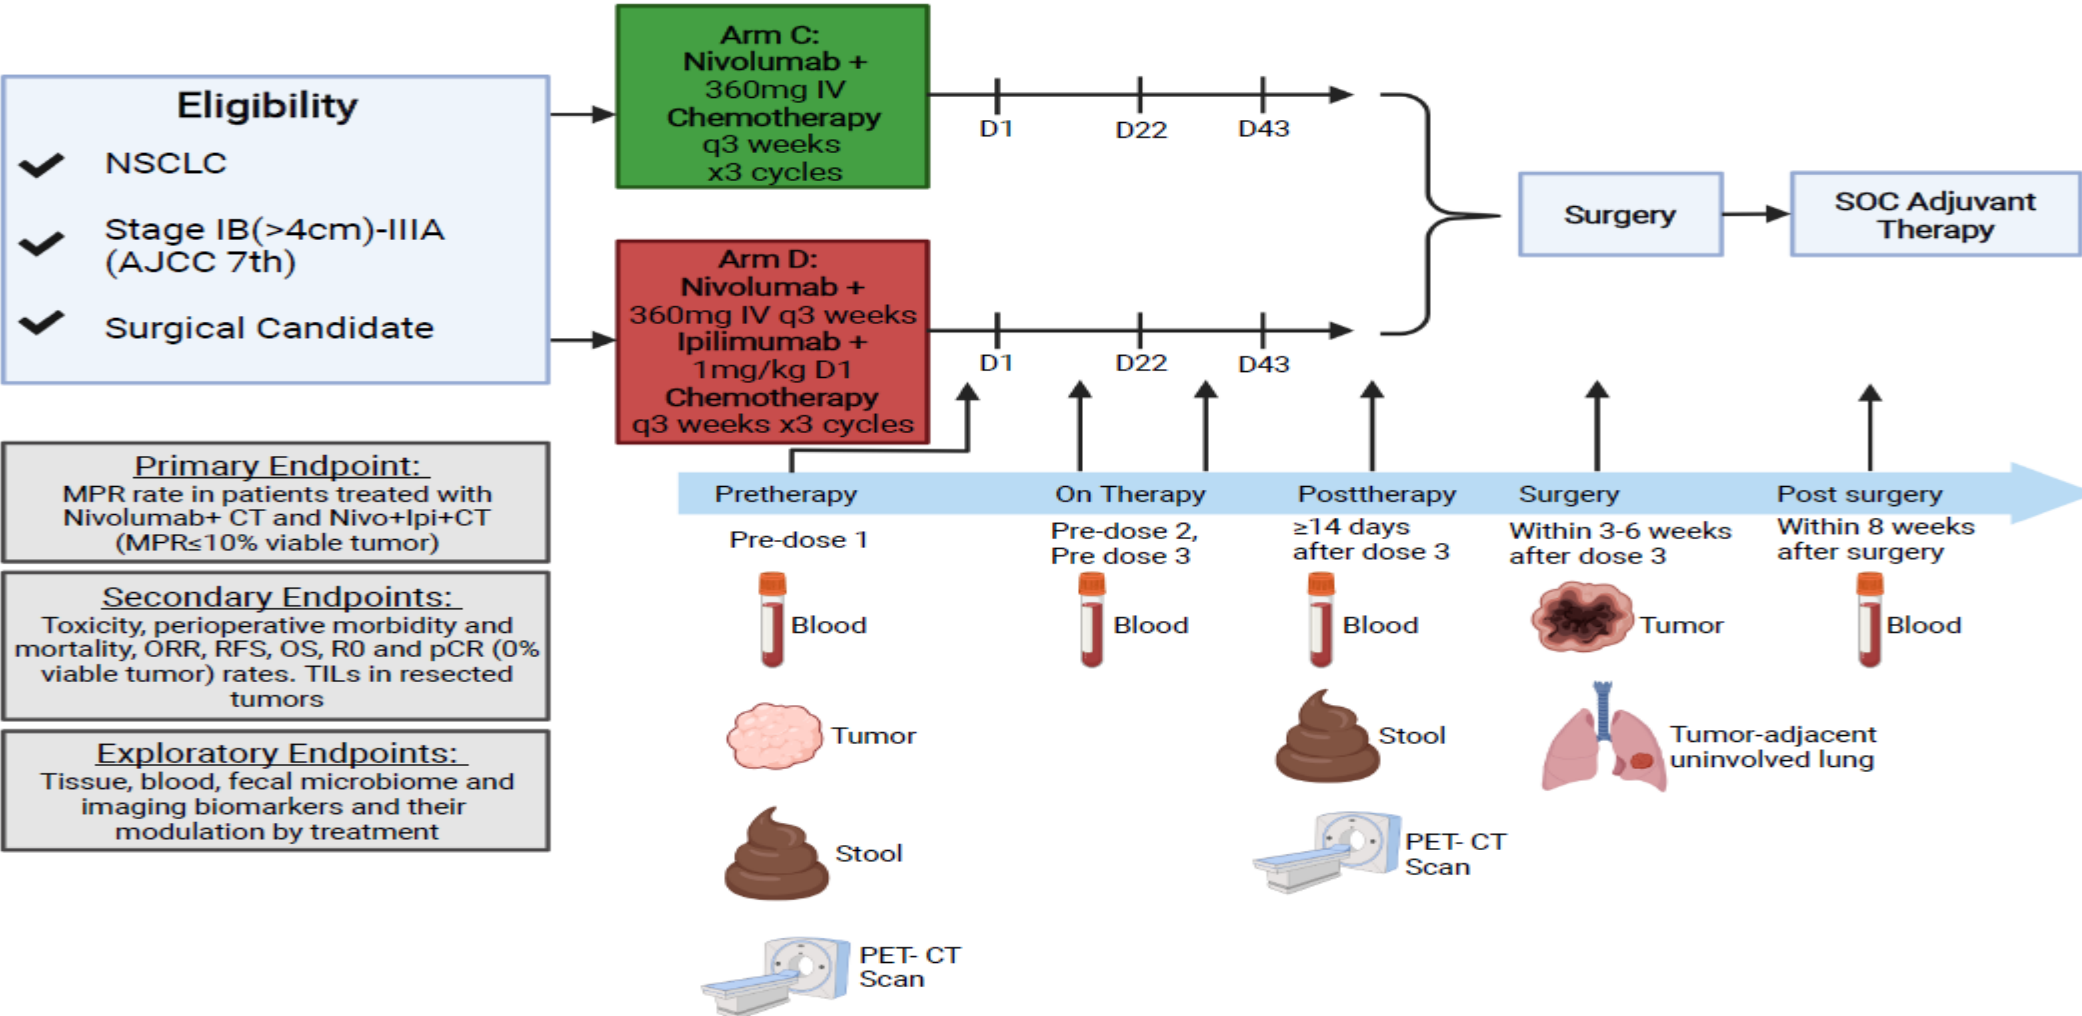 Eligibility
NSCLC
Stage IB(>4cm)-IIIA
(AJCC 7th)
Surgical Candidate
Arm C:
Nivolumab +
360mg IV
Chemotherapy
q3 weeks
x3 cycles
D1
D22
D43
Arm D:
Nivolumab +
360mg IV q3 weeks
Ipilimumab +
1mg/kg D1
Chemotherapy
q3 weeks x3 cycles
D1
D22
D43
Surgery
SOC Adjuvant
Therapy
Primary Endpoint:
MPR rate in patients treated with
Nivolumab+ CT and Nivo+Ipi+CT
(MPR≤10% viable tumor)
Secondary Endpoints:
Toxicity, perioperative morbidity and
mortality, ORR, RFS, OS, R0 and pCR (0%
viable tumor) rates. TILs in resected
tumors
Exploratory Endpoints:
Tissue, blood, fecal microbiome and
imaging biomarkers and their
modulation by treatment
Pretherapy
Pre-dose 1
Blood
Tumor
Stool
PET- CT
Scan
On Therapy
Pre-dose 2,
Pre dose 3
Blood
Posttherapy
≥14 days
after dose 3
Blood
Stool
PET- CT
Scan
Surgery
Within 3-6 weeks
after dose 3
Tumor
Tumor-adjacent
uninvolved lung
Post surgery
Within 8 weeks
after surgery
Blood